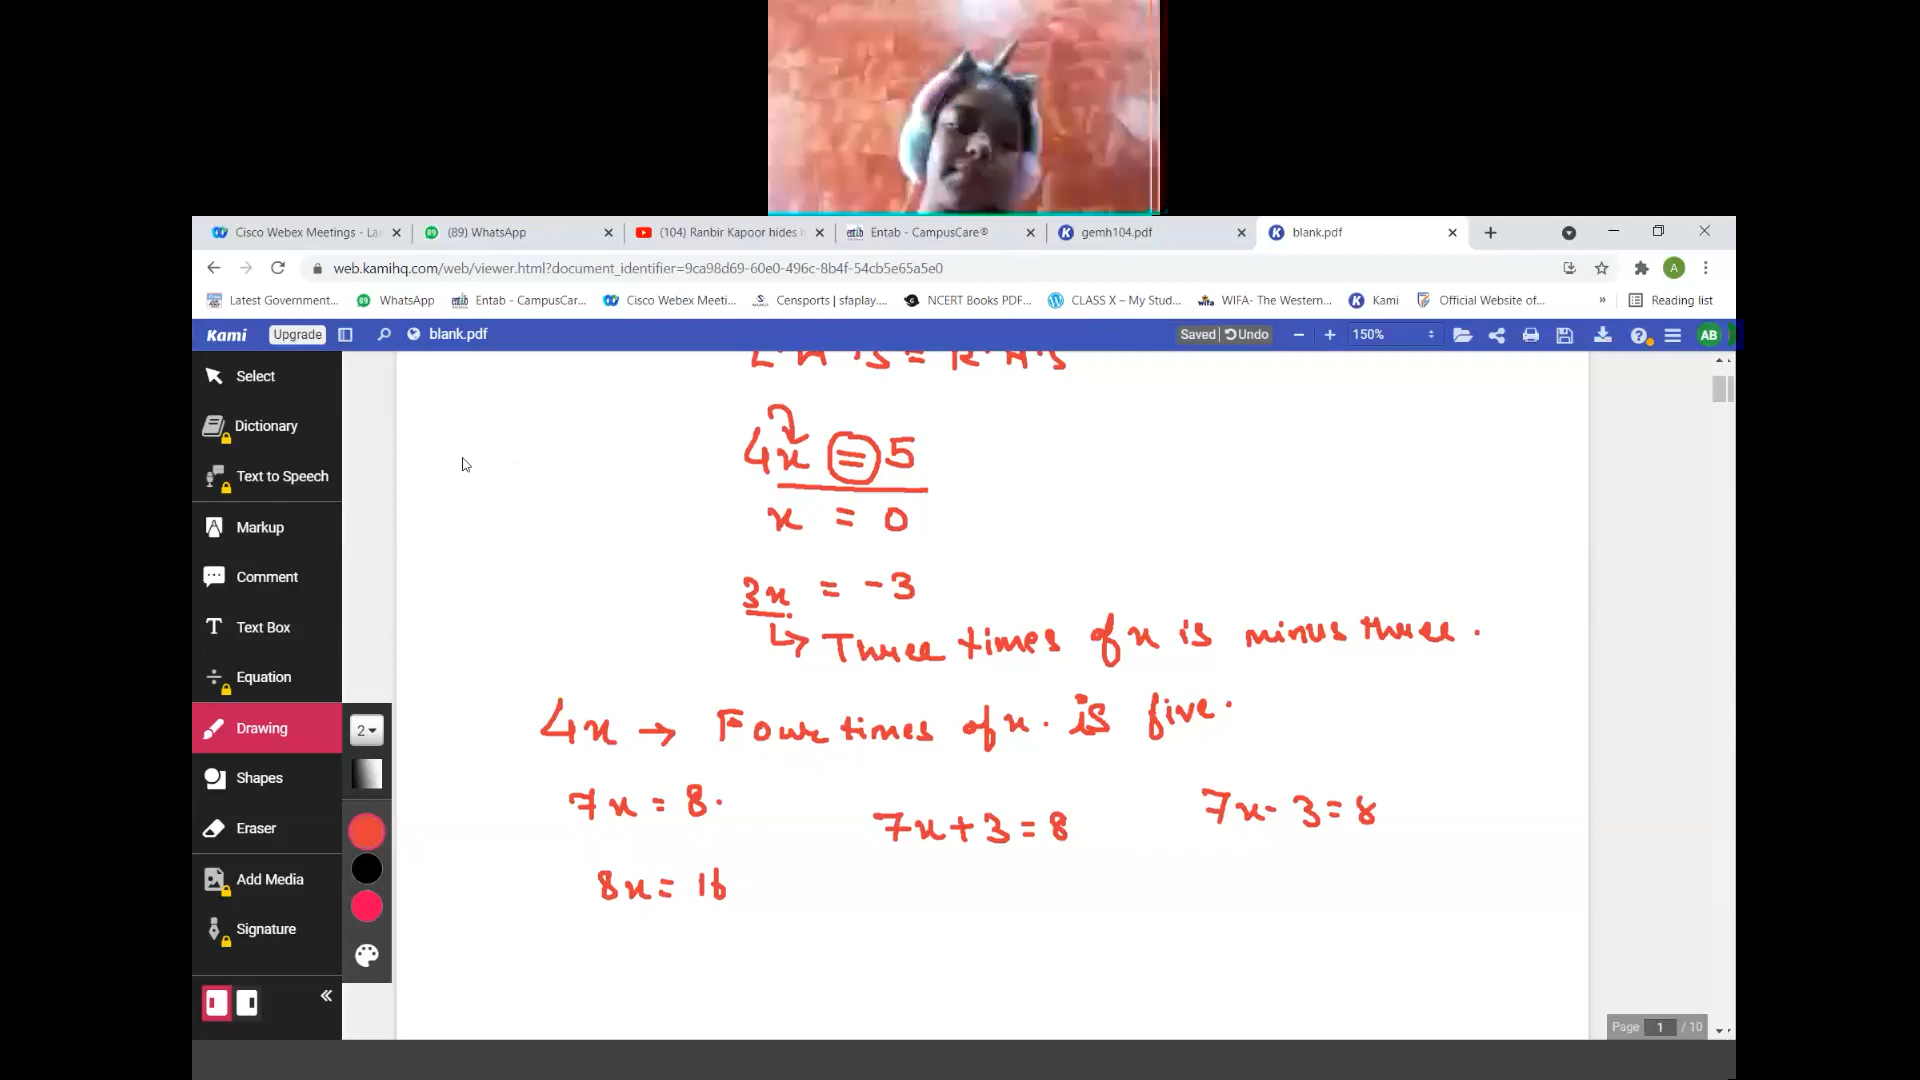 Cisco Webex Meetings - La
(89) WhatsApp
(104) Ranbir Kapoor hides
Entab - CampusCare®
gemh104.pdf
blank.pdf
web.kamihq.com/web/viewer.html?document_identifier=9ca98d69-60e0-496c-8b4f-54cb5e65a5e0
A
Latest Government...
WhatsApp
Entab - CampusCar...
Cisco Webex Meeti...
Censports | sfaplay....
NCERT Books PDF...
CLASS X – My Stud...
WIFA- The Western...
Kami
Official Website of...
»
Reading list
Kami
Upgrade
blank.pdf
Saved
Undo
150%
AB
Select
Dictionary
Text to Speech
Markup
Comment
Text Box
Equation
Drawing
2
Shapes
Eraser
Add Media
Signature
L.H.S = R.H.S
4x = 5
x = 0
3x = -3
↳ Three times of x is minus three.
4x → Four times of x. is five.
7x = 8.
7x + 3 = 8
7x - 3 = 8
8x = 16
Page 1 / 10